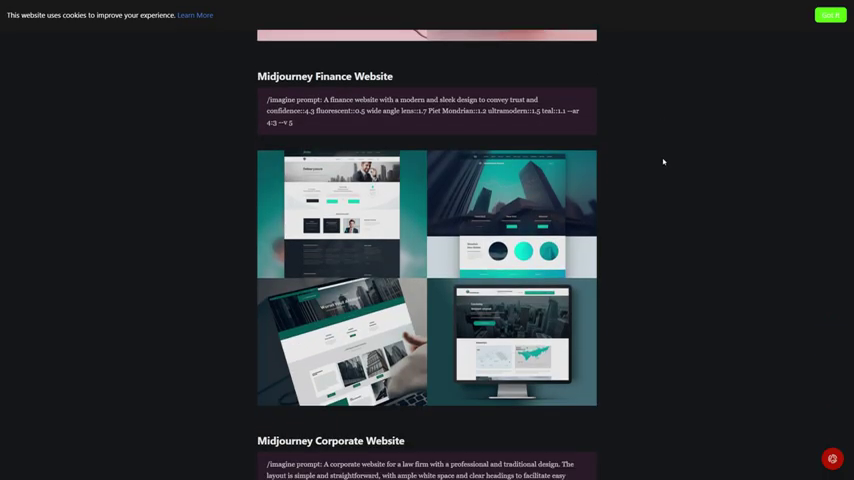 This website uses cookies to improve your experience. Learn More
Got It!
Midjourney Finance Website
/imagine prompt: A finance website with a modern and sleek design to convey trust and
confidence::4.3 fluorescent::0.5 wide angle lens::1.7 Piet Mondrian::1.2 ultramodern::1.5 teal::1.1 --ar
4:3 --v 5
Midjourney Corporate Website
/imagine prompt: A corporate website for a law firm with a professional and traditional design. The
layout is simple and straightforward, with ample white space and clear headings to facilitate easy